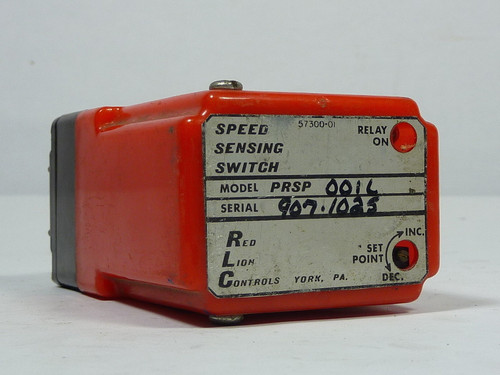 SPEED 57300-01 RELAY
SENSING ON
SWITCH
MODEL PRSP 001L
SERIAL 907.1025
RED INC.
LION SET POINT
CONTROLS YORK, PA. DEC.